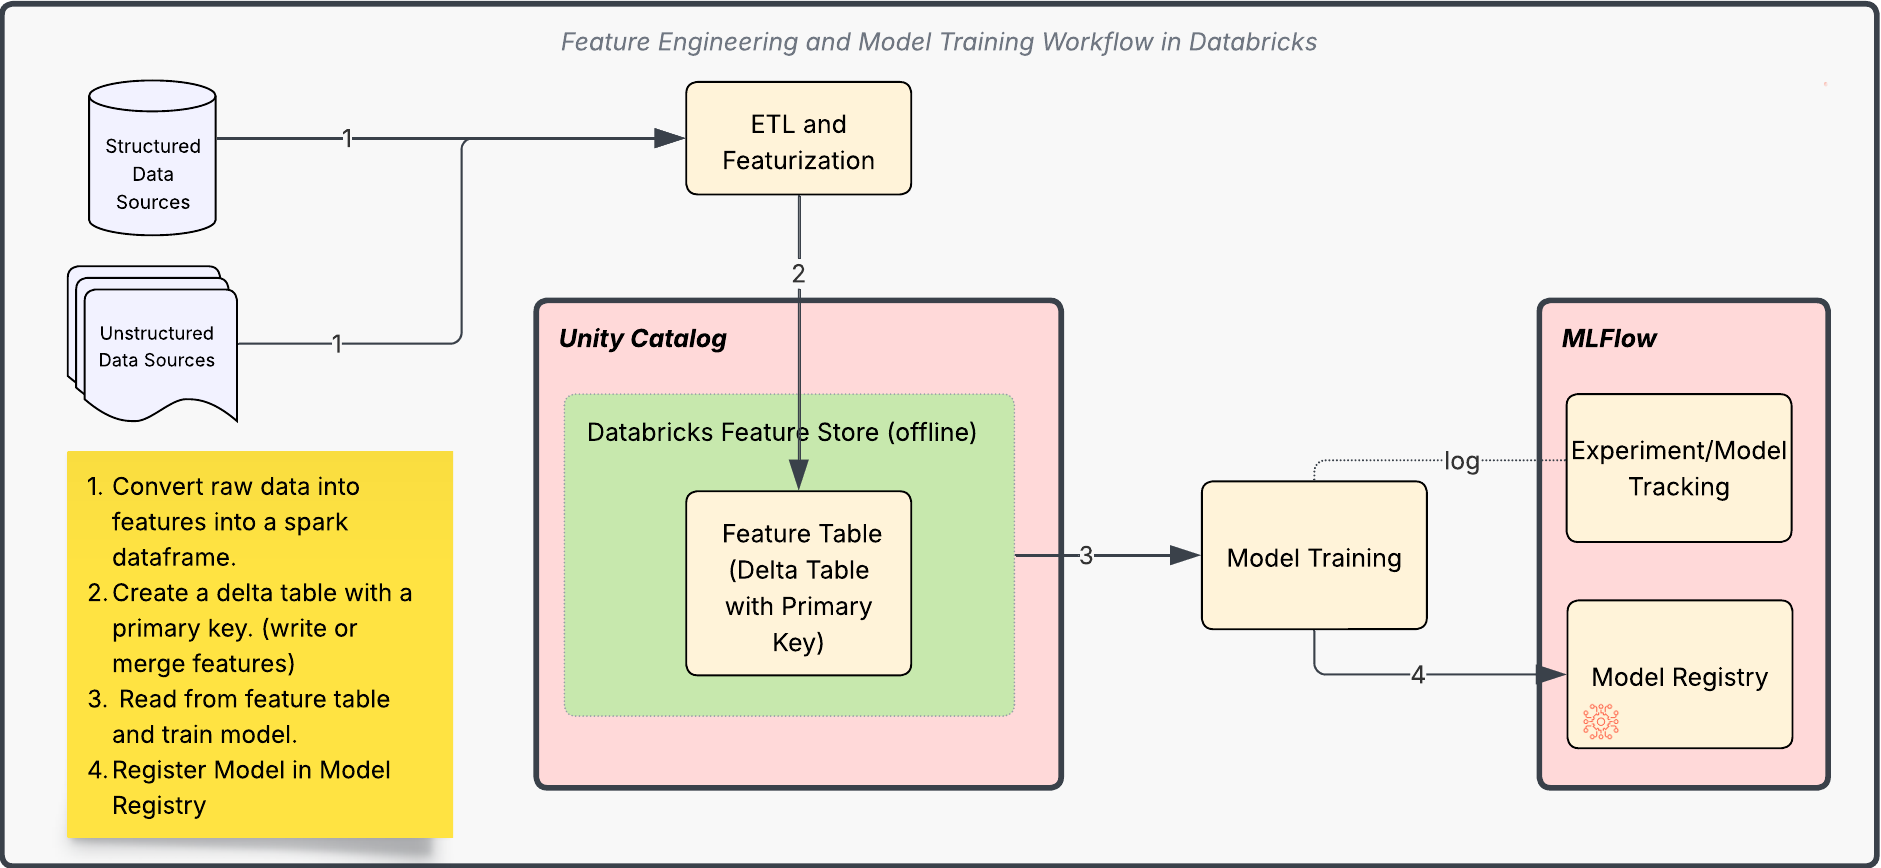 Feature Engineering and Model Training Workflow in Databricks
Structured
Data
Sources
1
ETL and
Featurization
Unstructured
Data Sources
1
2
Unity Catalog
Databricks Feature Store (offline)
Feature Table
(Delta Table
with Primary
Key)
3
Model Training
log
4
MLFlow
Experiment/Model
Tracking
Model Registry
1. Convert raw data into
features into a spark
dataframe.
2. Create a delta table with a
primary key. (write or
merge features)
3. Read from feature table
and train model.
4. Register Model in Model
Registry